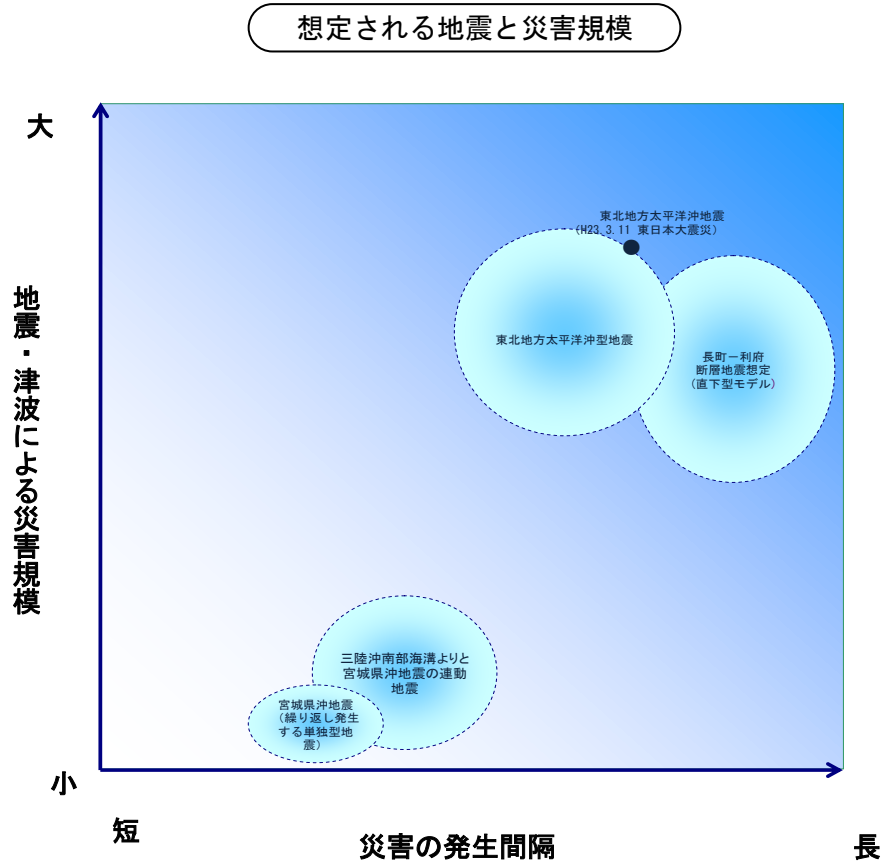 想定される地震と災害規模
大
東北地方太平洋沖地震
(H23.3.11 東日本大震災)
地震・津波による災害規模
東北地方太平洋沖型地震
長町－利府
断層地震想定
(直下型モデル)
三陸沖南部海溝よりと
宮城県沖地震の連動
地震
宮城県沖地震
(繰り返し発生
する単独型地
震)
小
短
災害の発生間隔
長